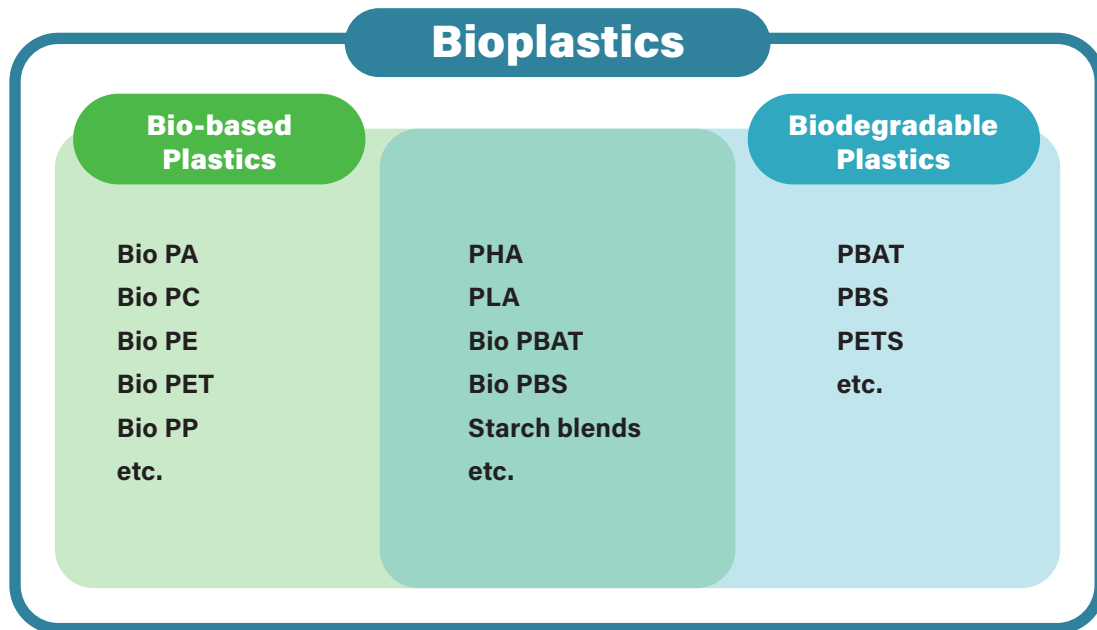 Bioplastics
Bio-based
Plastics
Biodegradable
Plastics
Bio PA
Bio PC
Bio PE
Bio PET
Bio PP
etc.
PHA
PLA
Bio PBAT
Bio PBS
Starch blends
etc.
PBAT
PBS
PETS
etc.